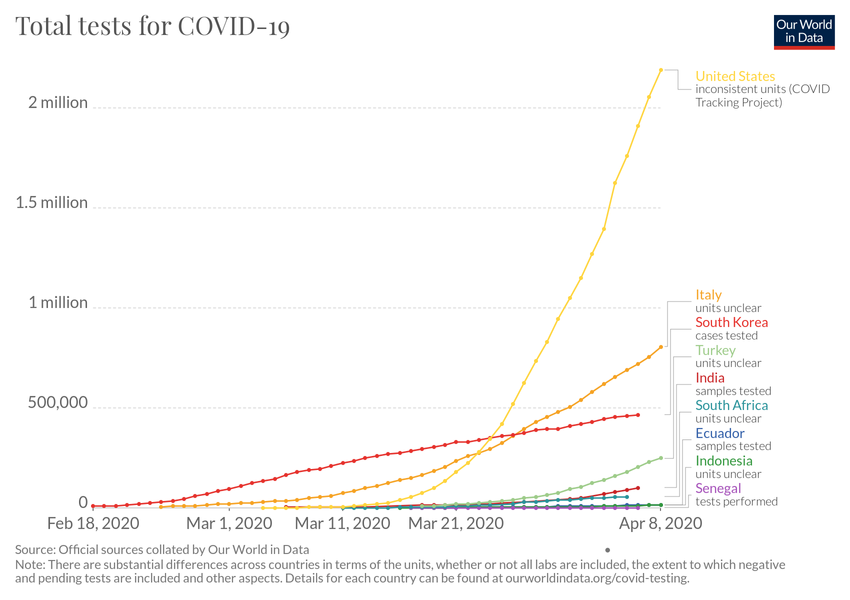 Total tests for COVID-19
Our World
in Data
2 million
1.5 million
1 million
500,000
0
Feb 18, 2020
Mar 1, 2020
Mar 11, 2020
Mar 21, 2020
Apr 8, 2020
United States
inconsistent units (COVID
Tracking Project)
Italy
units unclear
South Korea
cases tested
Turkey
units unclear
India
samples tested
South Africa
units unclear
Ecuador
samples tested
Indonesia
units unclear
Senegal
tests performed
Source: Official sources collated by Our World in Data
Note: There are substantial differences across countries in terms of the units, whether or not all labs are included, the extent to which negative
and pending tests are included and other aspects. Details for each country can be found at ourworldindata.org/covid-testing.